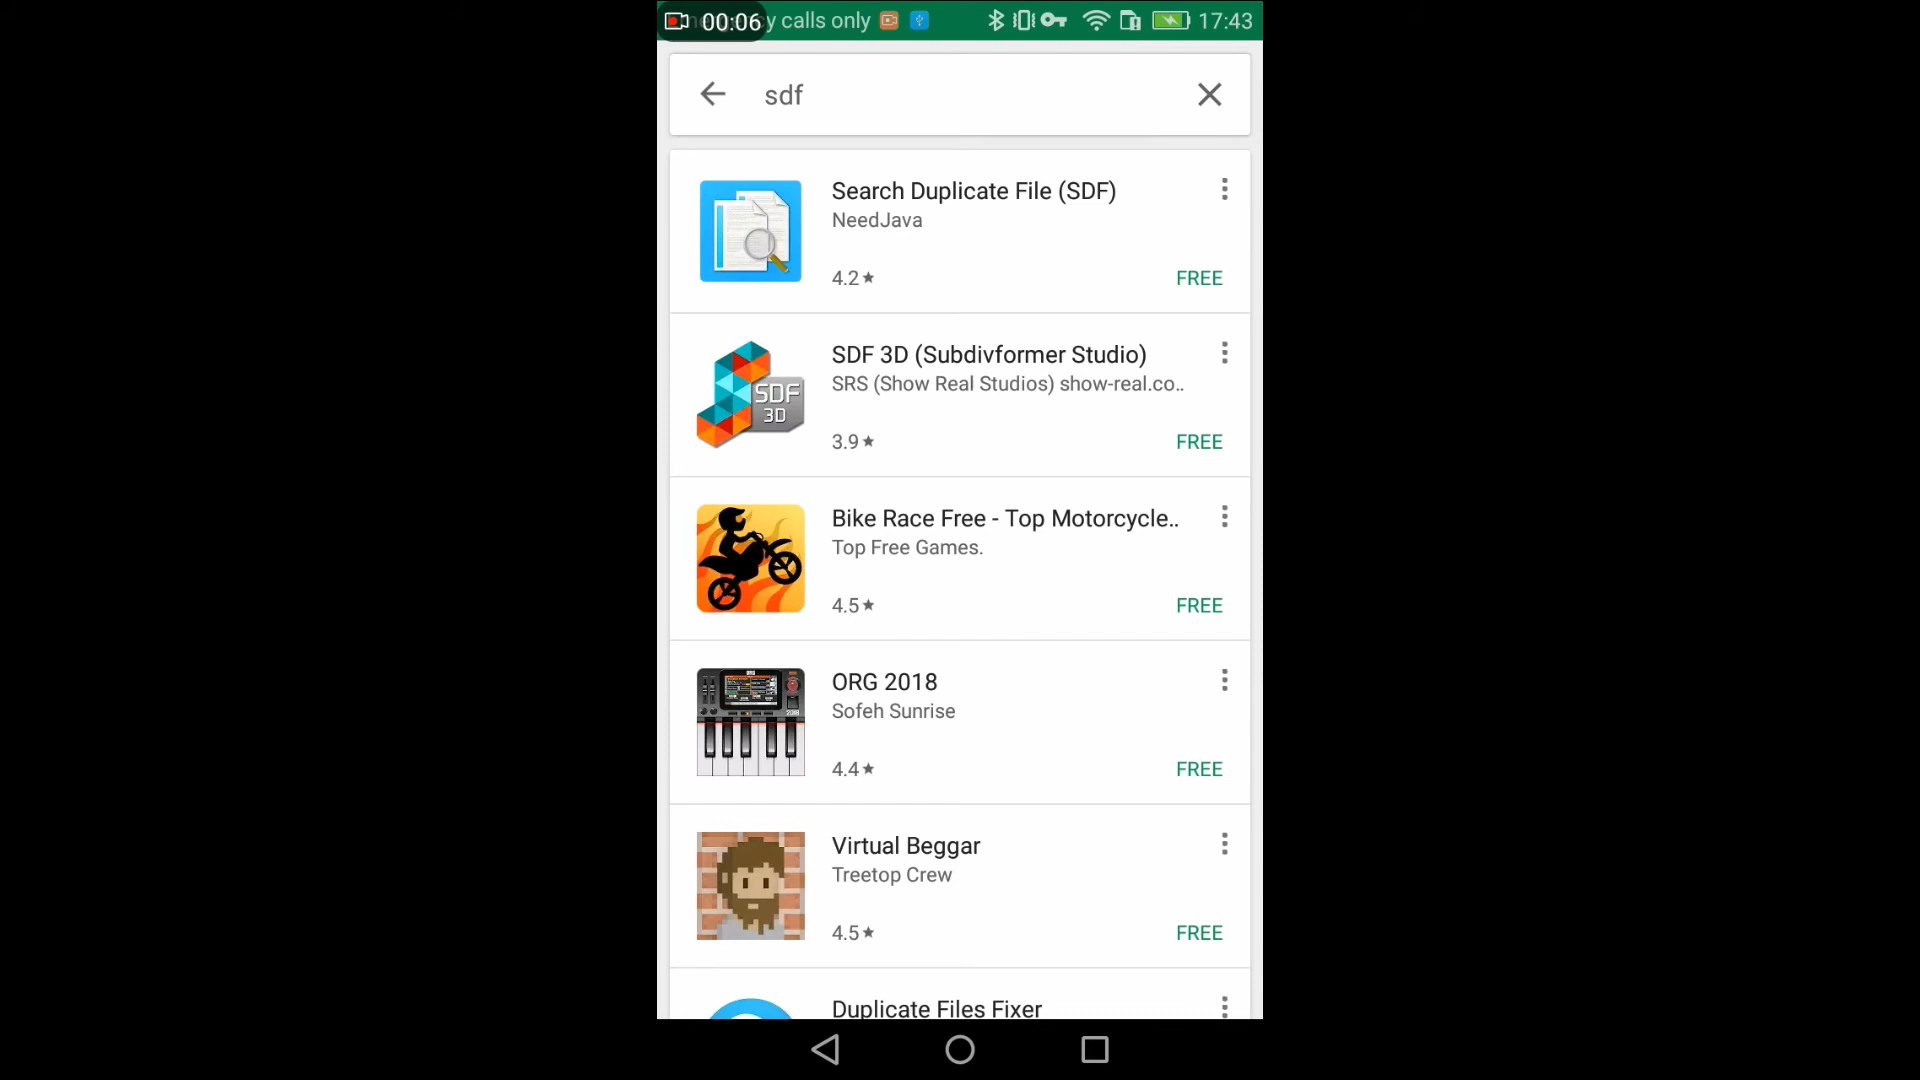 00:06 y calls only 17:43
sdf
Search Duplicate File (SDF)
NeedJava
4.2★ FREE
SDF 3D (Subdivformer Studio)
SRS (Show Real Studios) show-real.co..
SDF
3D
3.9★ FREE
Bike Race Free - Top Motorcycle..
Top Free Games.
4.5★ FREE
ORG 2018
Sofeh Sunrise
4.4★ FREE
Virtual Beggar
Treetop Crew
4.5★ FREE
Duplicate Files Fixer